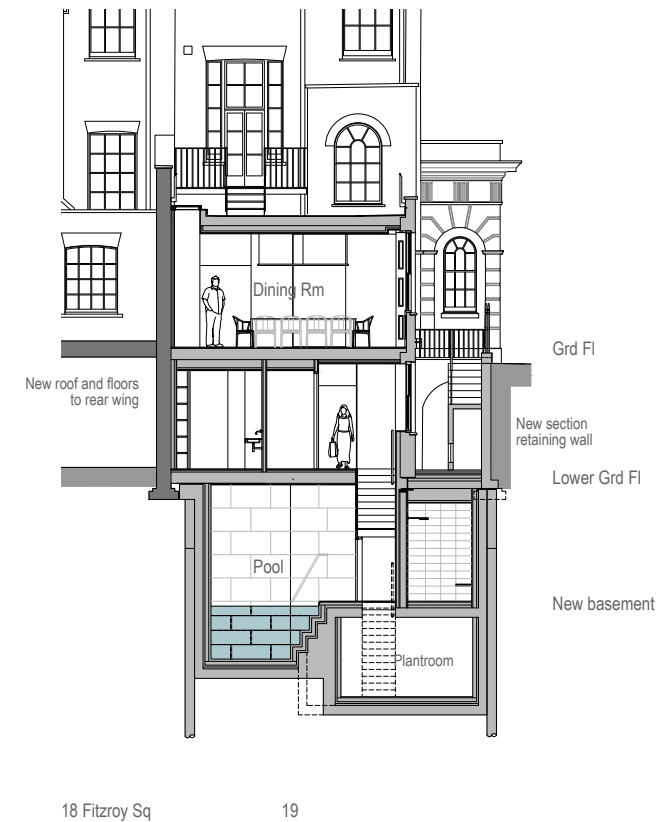 Dining Rm
Grd Fl
New roof and floors
to rear wing
New section
retaining wall
Lower Grd Fl
Pool
New basement
Plantroom
18 Fitzroy Sq
19